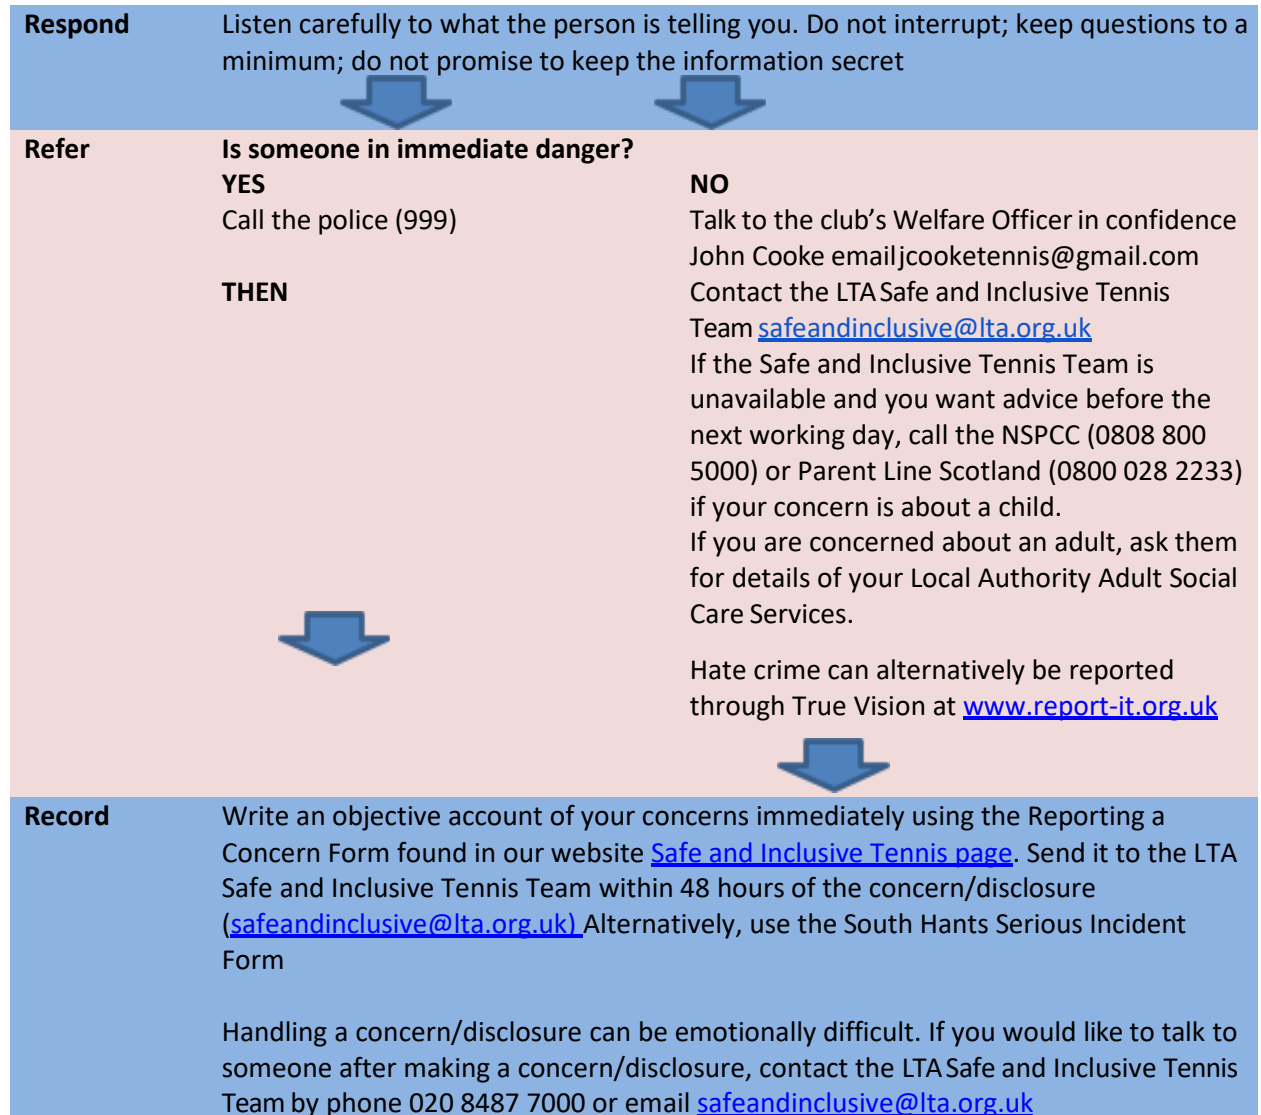 Respond
Listen carefully to what the person is telling you. Do not interrupt; keep questions to a
minimum; do not promise to keep the information secret
Refer
Is someone in immediate danger?
YES
Call the police (999)
THEN
NO
Talk to the club’s Welfare Officer in confidence
John Cooke emailjcooketennis@gmail.com
Contact the LTA Safe and Inclusive Tennis
Team safeandinclusive@lta.org.uk
If the Safe and Inclusive Tennis Team is
unavailable and you want advice before the
next working day, call the NSPCC (0808 800
5000) or Parent Line Scotland (0800 028 2233)
if your concern is about a child.
If you are concerned about an adult, ask them
for details of your Local Authority Adult Social
Care Services.
Hate crime can alternatively be reported
through True Vision at www.report-it.org.uk
Record
Write an objective account of your concerns immediately using the Reporting a
Concern Form found in our website Safe and Inclusive Tennis page. Send it to the LTA
Safe and Inclusive Tennis Team within 48 hours of the concern/disclosure
(safeandinclusive@lta.org.uk) Alternatively, use the South Hants Serious Incident
Form
Handling a concern/disclosure can be emotionally difficult. If you would like to talk to
someone after making a concern/disclosure, contact the LTA Safe and Inclusive Tennis
Team by phone 020 8487 7000 or email safeandinclusive@lta.org.uk